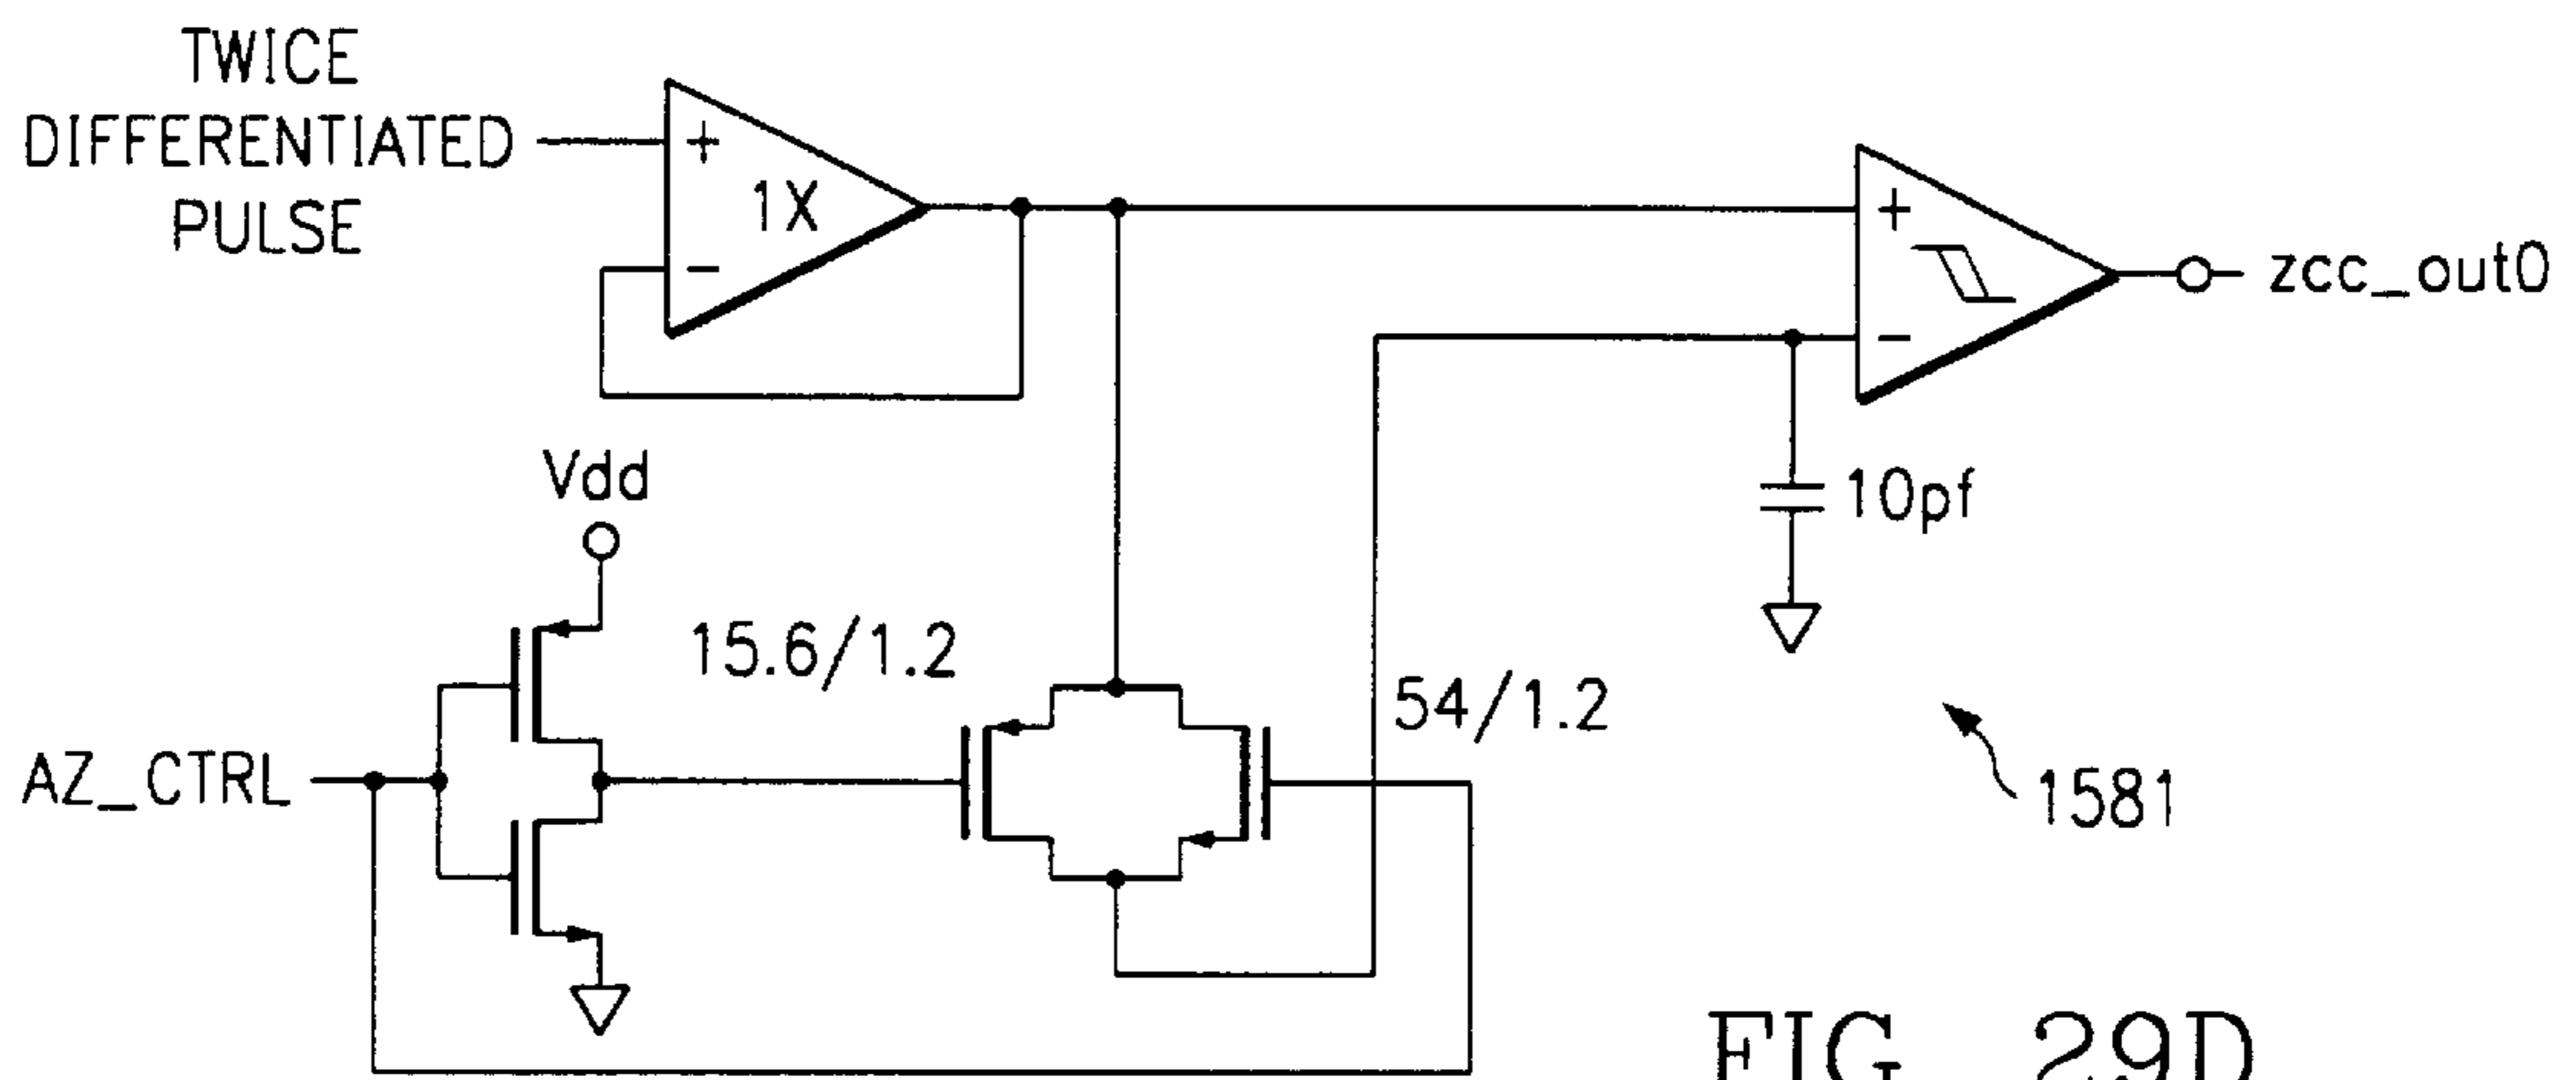 TWICE
DIFFERENTIATED
PULSE
+
1X
−
+
−
zcc_out0
10pf
Vdd
15.6/1.2
54/1.2
AZ_CTRL
1581
FIG. 29D